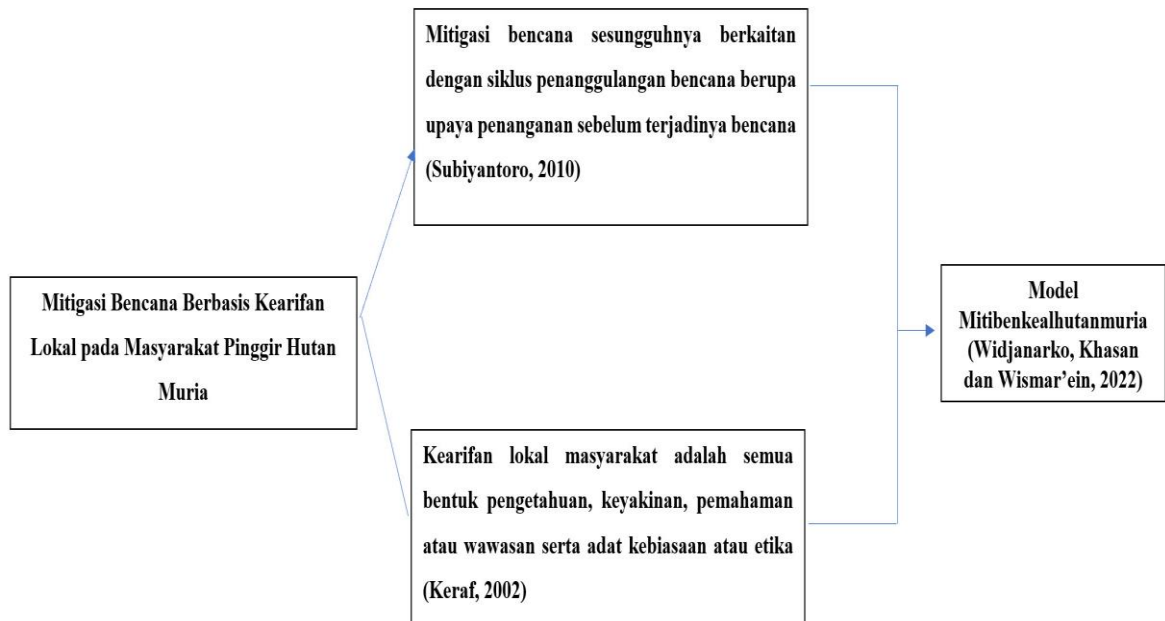 Mitigasi bencana sesungguhnya berkaitan
dengan siklus penanggulangan bencana berupa
upaya penanganan sebelum terjadinya bencana
(Subiyantoro, 2010)
Mitigasi Bencana Berbasis Kearifan
Lokal pada Masyarakat Pinggir Hutan
Muria
Model
Mitibenkealhutanmuria
(Widjanarko, Khasan
dan Wismar’ein, 2022)
Kearifan lokal masyarakat adalah semua
bentuk pengetahuan, keyakinan, pemahaman
atau wawasan serta adat kebiasaan atau etika
(Keraf, 2002)